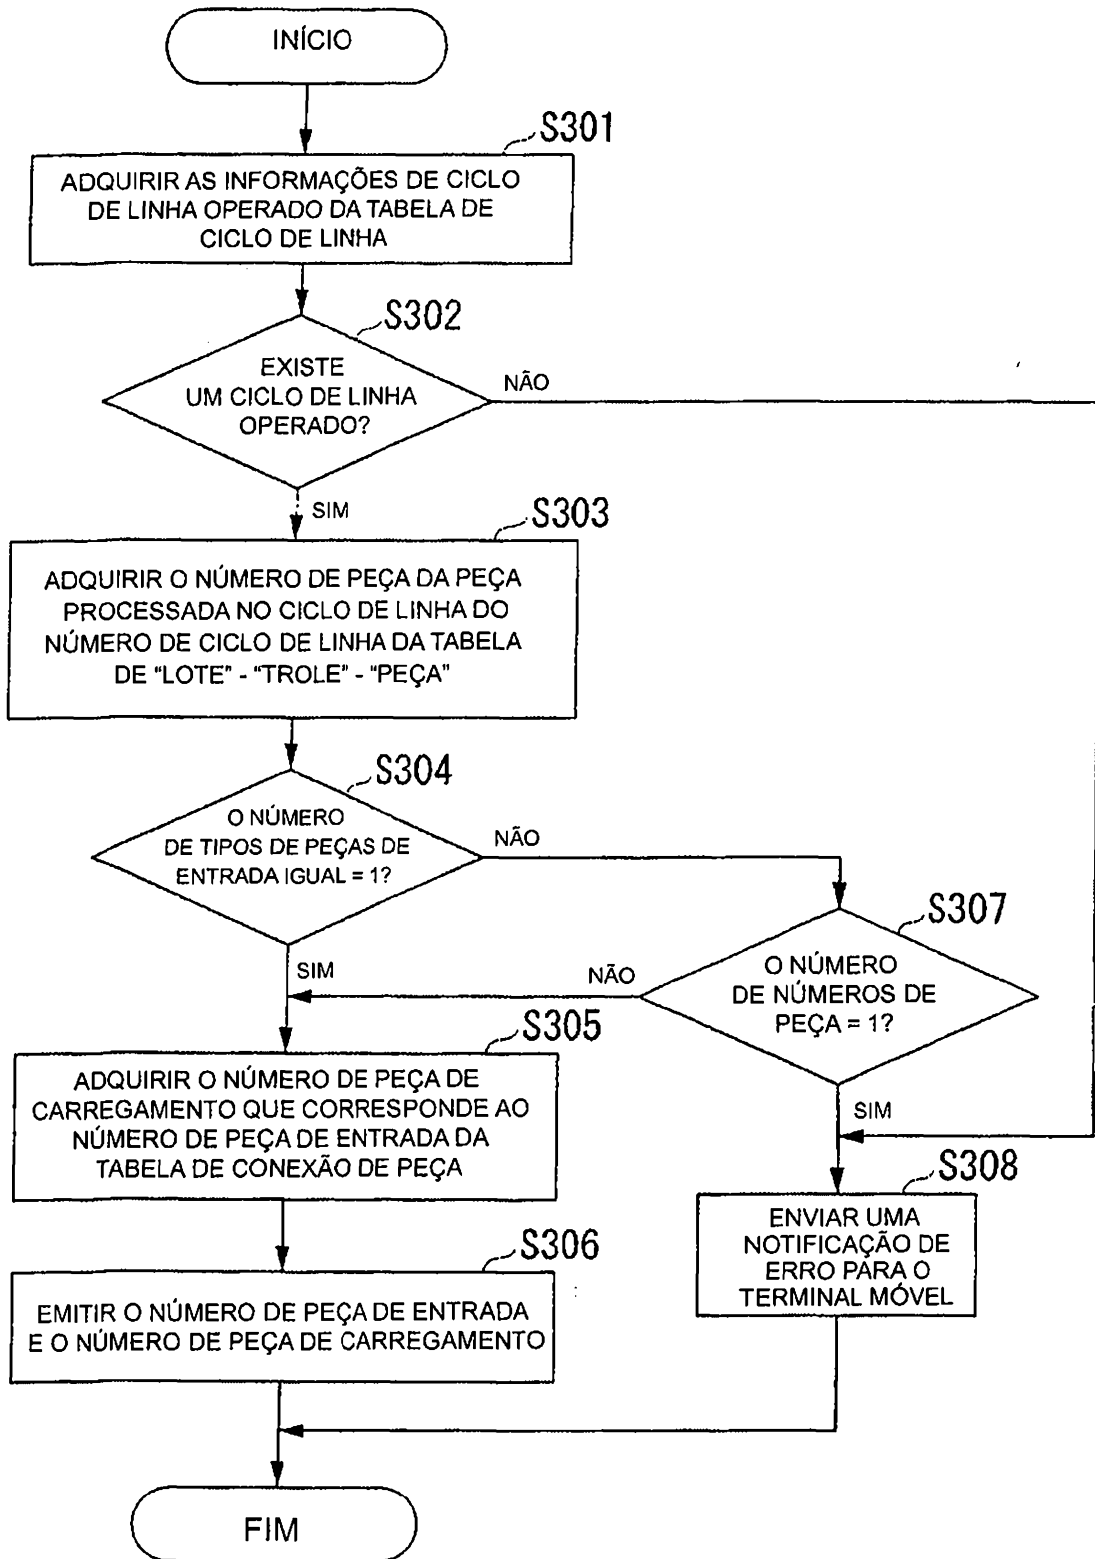 INÍCIO
S301
ADQUIRIR AS INFORMAÇÕES DE CICLO
DE LINHA OPERADO DA TABELA DE
CICLO DE LINHA
S302
EXISTE
UM CICLO DE LINHA
OPERADO?
NÃO
SIM
S303
ADQUIRIR O NÚMERO DE PEÇA DA PEÇA
PROCESSADA NO CICLO DE LINHA DO
NÚMERO DE CICLO DE LINHA DA TABELA
DE “LOTE” - “TROLE” - “PEÇA”
S304
O NÚMERO
DE TIPOS DE PEÇAS DE
ENTRADA IGUAL = 1?
NÃO
SIM
S307
O NÚMERO
DE NÚMEROS DE
PEÇA = 1?
NÃO
SIM
S305
ADQUIRIR O NÚMERO DE PEÇA DE
CARREGAMENTO QUE CORRESPONDE AO
NÚMERO DE PEÇA DE ENTRADA DA
TABELA DE CONEXÃO DE PEÇA
S308
ENVIAR UMA
NOTIFICAÇÃO DE
ERRO PARA O
TERMINAL MÓVEL
S306
EMITIR O NÚMERO DE PEÇA DE ENTRADA
E O NÚMERO DE PEÇA DE CARREGAMENTO
FIM